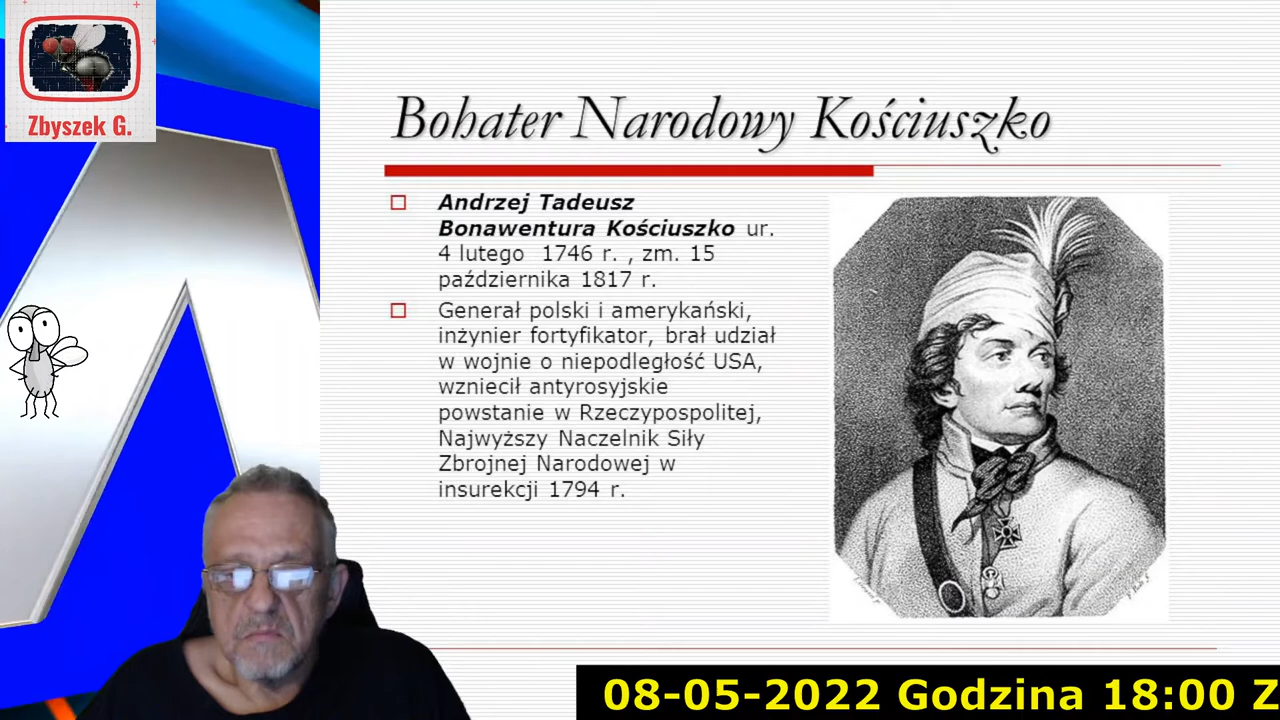 Zbyszek G.
Bohater Narodowy Kościuszko
Andrzej Tadeusz
Bonawentura Kościuszko ur.
4 lutego 1746 r. , zm. 15
października 1817 r.
Generał polski i amerykański,
inżynier fortyfikator, brał udział
w wojnie o niepodległość USA,
wzniecił antyrosyjskie
powstanie w Rzeczypospolitej,
Najwyższy Naczelnik Siły
Zbrojnej Narodowej w
insurekcji 1794 r.
08-05-2022 Godzina 18:00 Z